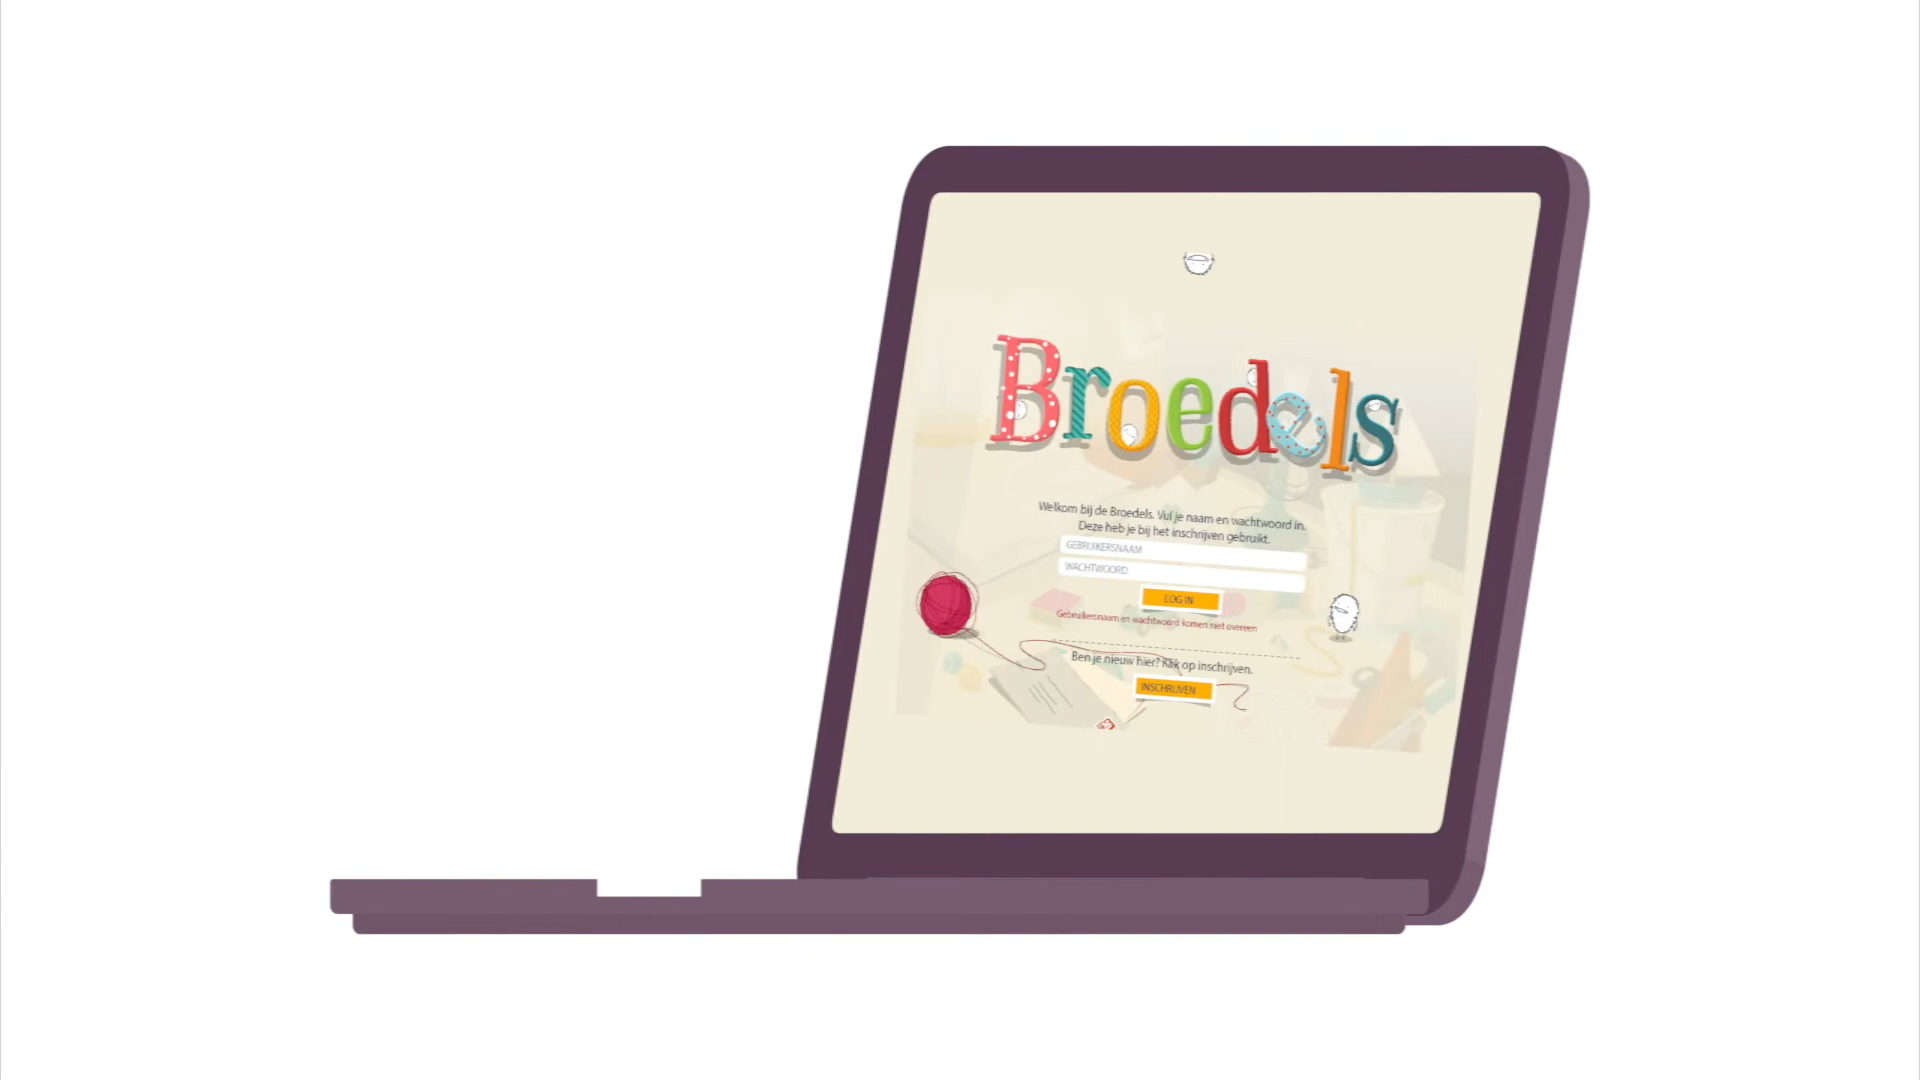 Broedels
Welkom bij de Broedels. Vul je naam en wachtwoord in.
Deze heb je bij het inschrijven gebruikt.
GEBRUIKERSNAAM
WACHTWOORD
LOG IN
Gebruikersnaam en wachtwoord komen niet overeen
Ben je nieuw hier? Klik op inschrijven.
INSCHRIJVEN